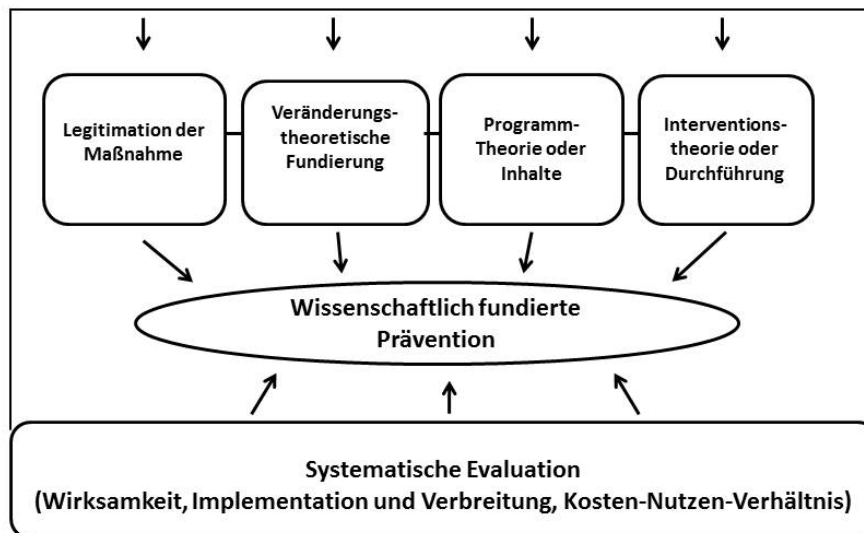 Legitimation der
Maßnahme
Veränderungs-
theoretische
Fundierung
Programm-
Theorie oder
Inhalte
Interventions-
theorie oder
Durchführung
Wissenschaftlich fundierte
Prävention
Systematische Evaluation
(Wirksamkeit, Implementation und Verbreitung, Kosten-Nutzen-Verhältnis)